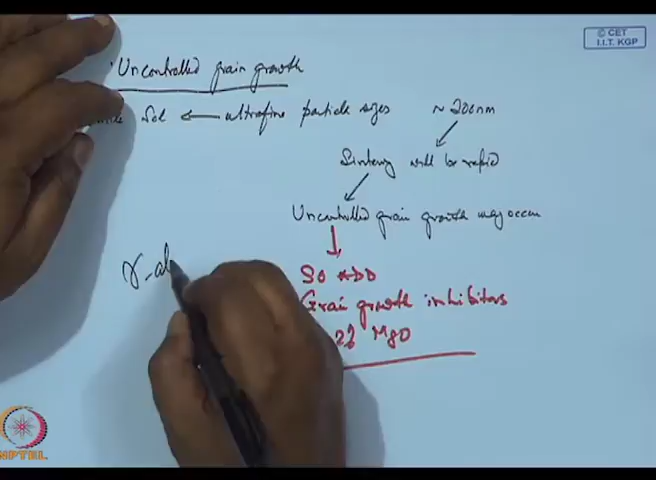 © CET
I.I.T. KGP
Uncontrolled grain growth
Sol ← ultrafine particle sizes ~ 200nm
Sintering will be rapid
Uncontrolled grain growth may occur
SO ADD
Grain growth inhibitors
MgO
γ-al
NPTEL